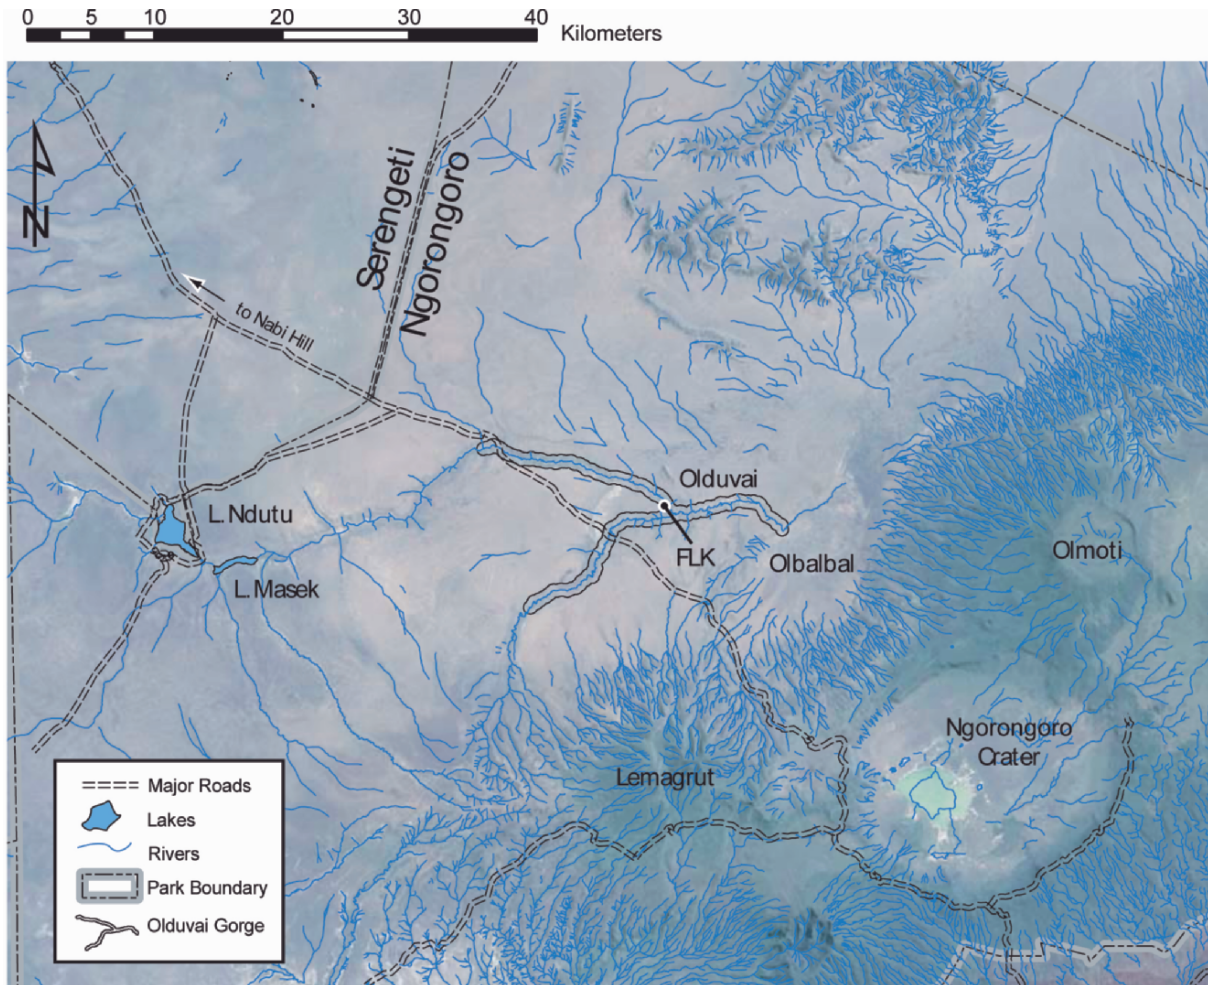 0 5 10 30 40
Kilometers
N
Serengeti
Ngorongoro
to Nabi Hill
Olduvai
L. Ndutu
FLK
Olbalbal
Olmoti
L. Masek
Ngorongoro
Crater
Lemagrut
Major Roads
Lakes
Rivers
Park Boundary
Olduvai Gorge